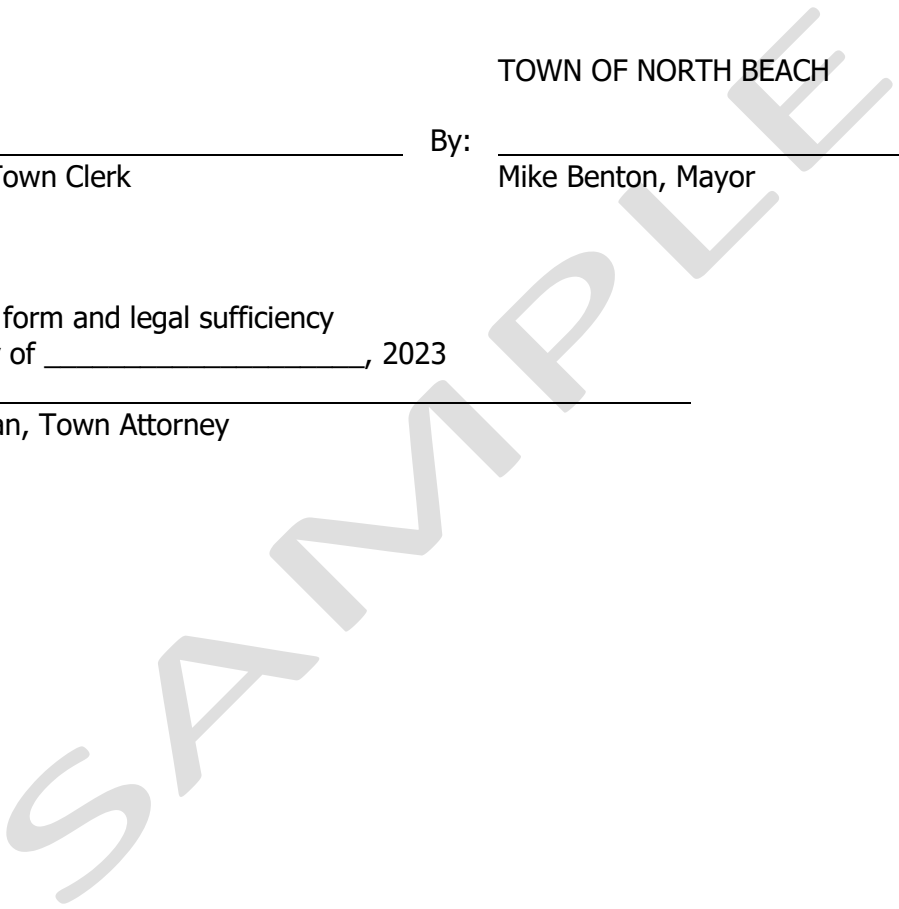 TOWN OF NORTH BEACH
By:
Town Clerk Mike Benton, Mayor
form and legal sufficiency
of ____________________, 2023
Town Attorney
SAMPLE